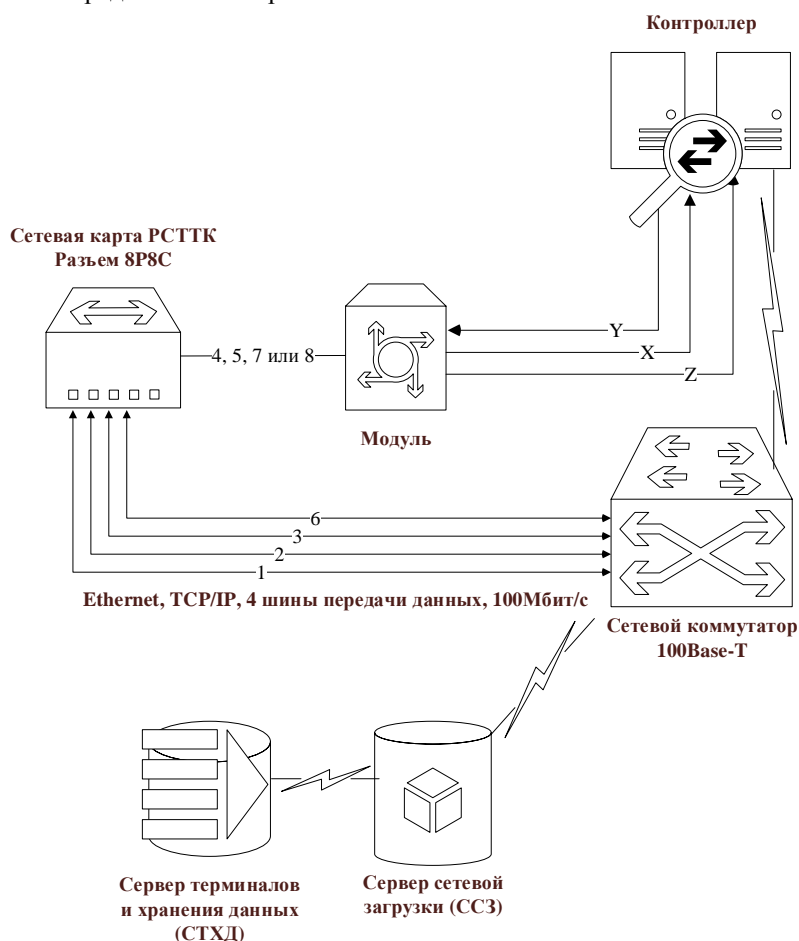 Контроллер
Сетевая карта РСТТК
Разъем 8P8C
Y
4, 5, 7 или 8
X
Z
Модуль
6
3
2
1
Ethernet, TCP/IP, 4 шины передачи данных, 100Мбит/с
Сетевой коммутатор
100Base-T
Сервер терминалов
и хранения данных
(СТХД)
Сервер сетевой
загрузки (ССЗ)